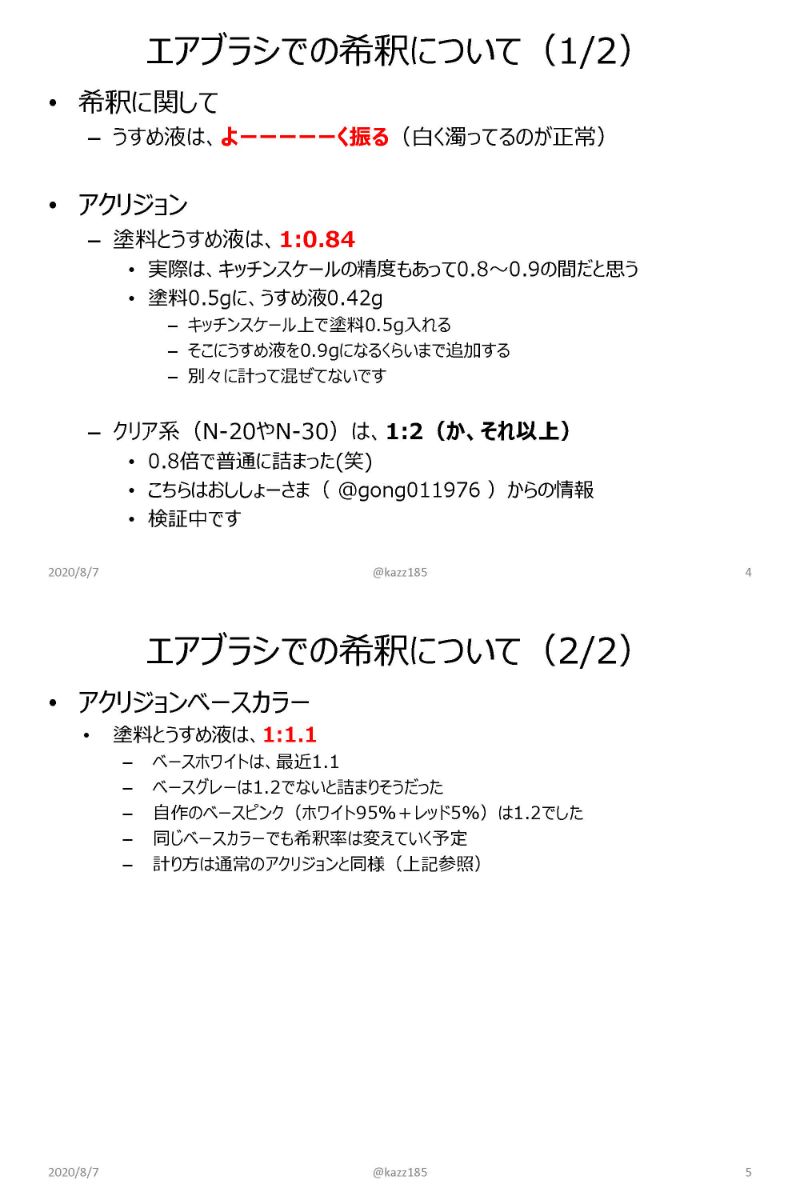 エアブラシでの希釈について（1/2）
• 希釈に関して
– うすめ液は、よーーーーーく振る（白く濁ってるのが正常）
• アクリジョン
– 塗料とうすめ液は、1:0.84
• 実際は、キッチンスケールの精度もあって0.8～0.9の間だと思う
• 塗料0.5gに、うすめ液0.42g
– キッチンスケール上で塗料0.5g入れる
– そこにうすめ液を0.9gになるくらいまで追加する
– 別々に計って混ぜてないです
– クリア系（N-20やN-30）は、1:2（か、それ以上）
• 0.8倍で普通に詰まった(笑)
• こちらはおししょーさま（ @gong011976 ）からの情報
• 検証中です
2020/8/7
@kazz185
4
エアブラシでの希釈について（2/2）
• アクリジョンベースカラー
• 塗料とうすめ液は、1:1.1
– ベースホワイトは、最近1.1
– ベースグレーは1.2でないと詰まりそうだった
– 自作のベースピンク（ホワイト95%＋レッド5%）は1.2でした
– 同じベースカラーでも希釈率は変えていく予定
– 計り方は通常のアクリジョンと同様（上記参照）
2020/8/7
@kazz185
5